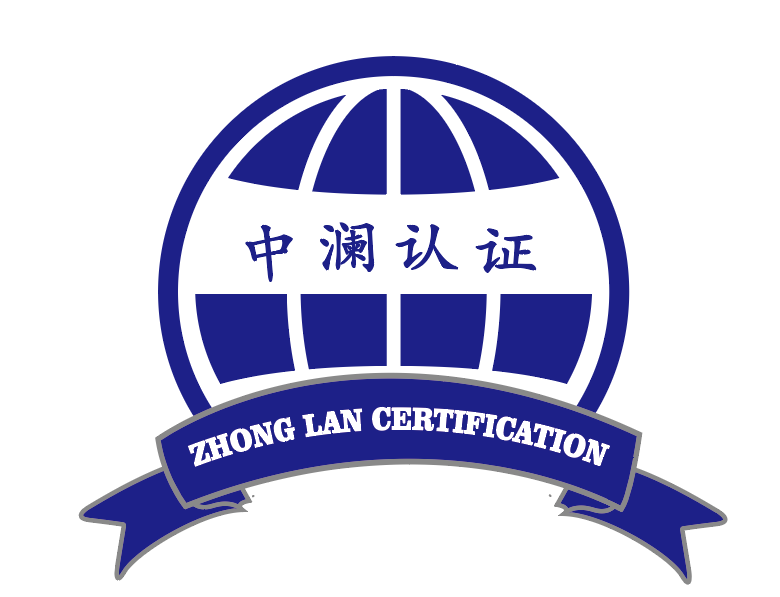 中澜认证
ZHONG LAN CERTIFICATION